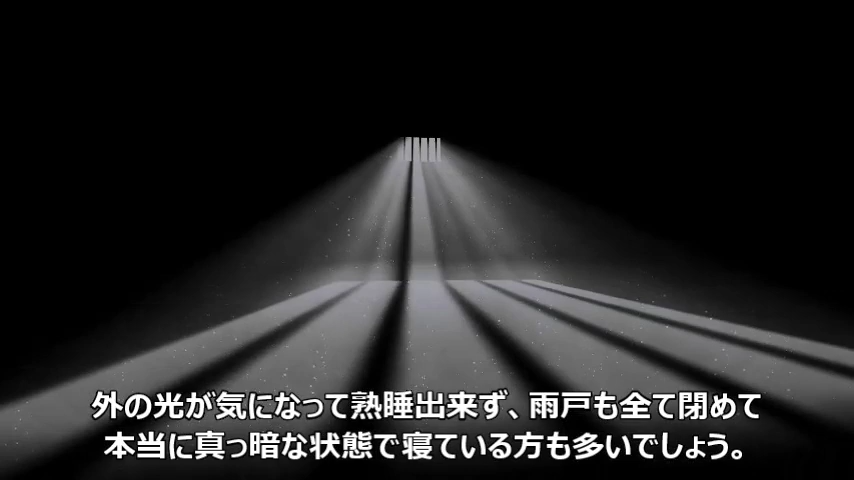 外の光が気になって熟睡出来ず、雨戸も全て閉めて
本当に真っ暗な状態で寝ている方も多いでしょう。